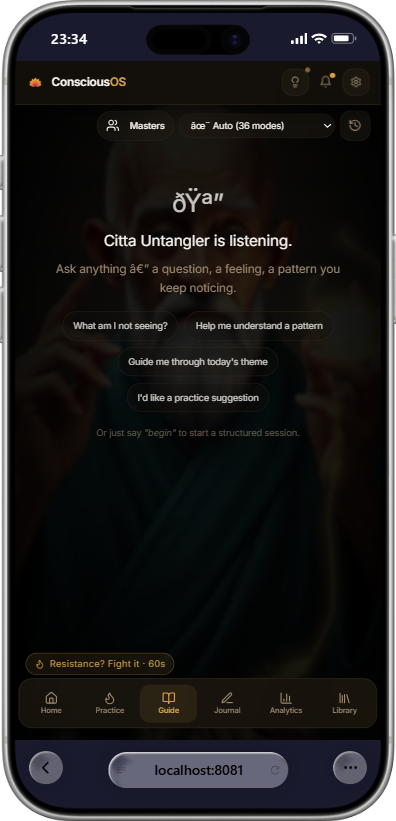 23:34
ConsciousOS
Masters
âœ¨ Auto (36 modes)
ðŸª”
Citta Untangler is listening.
Ask anything â€” a question, a feeling, a pattern you
keep noticing.
What am I not seeing?
Help me understand a pattern
Guide me through today's theme
I'd like a practice suggestion
Or just say "begin" to start a structured session.
Resistance? Fight it · 60s
Home
Practice
Guide
Journal
Analytics
Library
localhost:8081